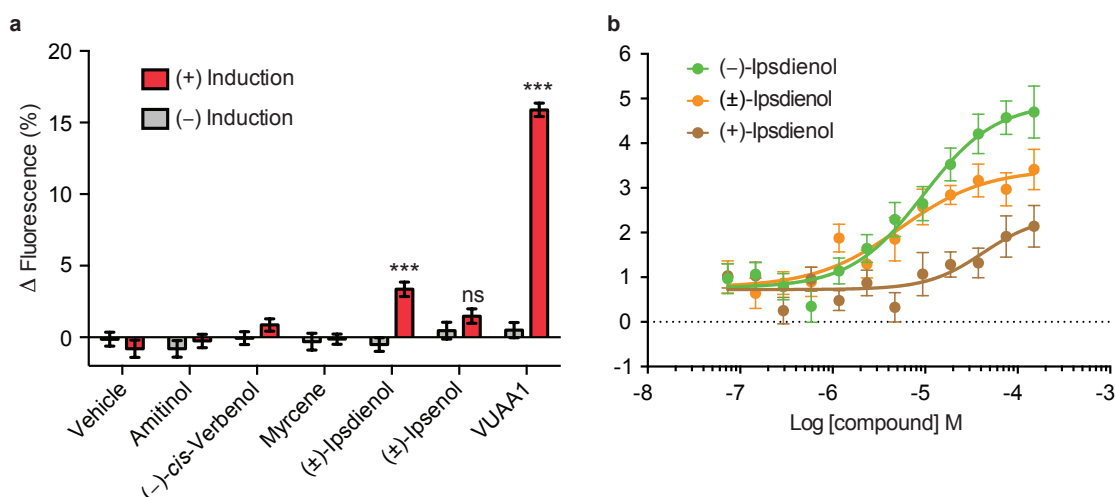 a
20
15
10
5
0
Δ Fluorescence (%)
(+) Induction
(−) Induction
***
ns
***
Vehicle
Amitinol
(−)-cis-Verbenol
Myrcene
(±)-Ipsdienol
(±)-Ipsenol
VUAA1
b
6
5
4
3
2
1
0
-1
(−)-Ipsdienol
(±)-Ipsdienol
(+)-Ipsdienol
-8 -7 -6 -5 -4 -3
Log [compound] M